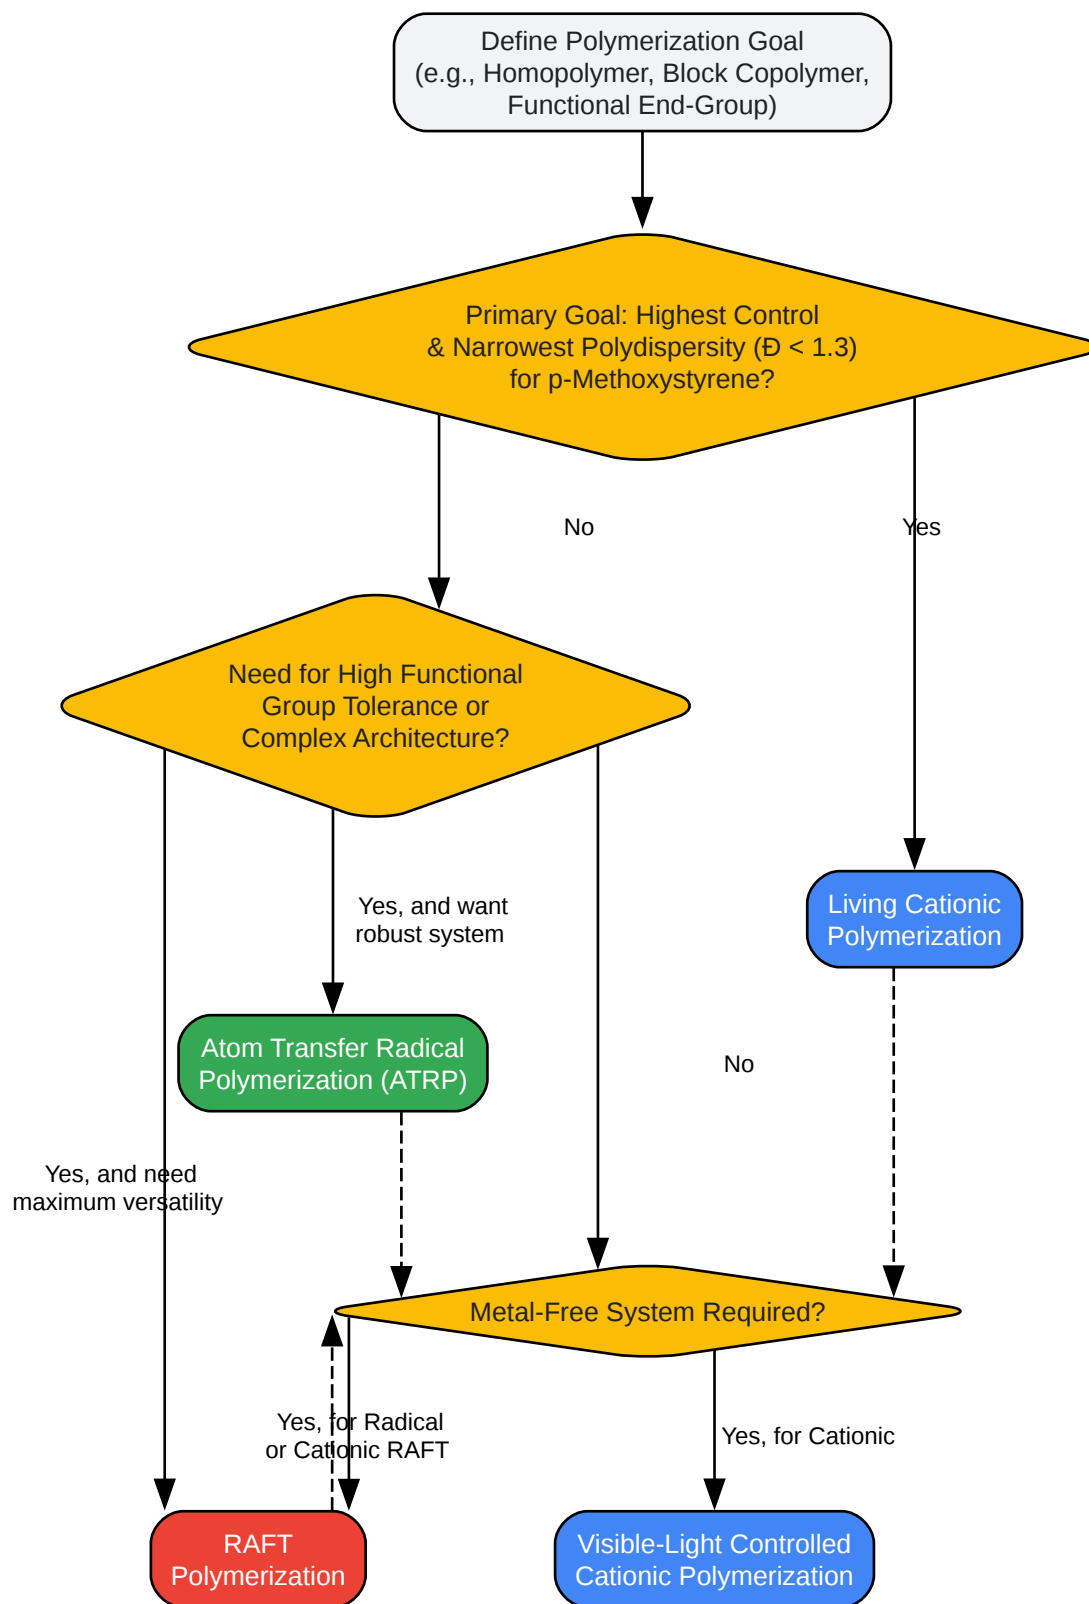 Define Polymerization Goal
(e.g., Homopolymer, Block Copolymer,
Functional End-Group)
Primary Goal: Highest Control
& Narrowest Polydispersity (Đ < 1.3)
for p-Methoxystyrene?
No
Yes
Need for High Functional
Group Tolerance or
Complex Architecture?
Yes, and want
robust system
Living Cationic
Polymerization
Atom Transfer Radical
Polymerization (ATRP)
No
Yes, and need
maximum versatility
Metal-Free System Required?
Yes, for Radical
or Cationic RAFT
Yes, for Cationic
RAFT
Polymerization
Visible-Light Controlled
Cationic Polymerization